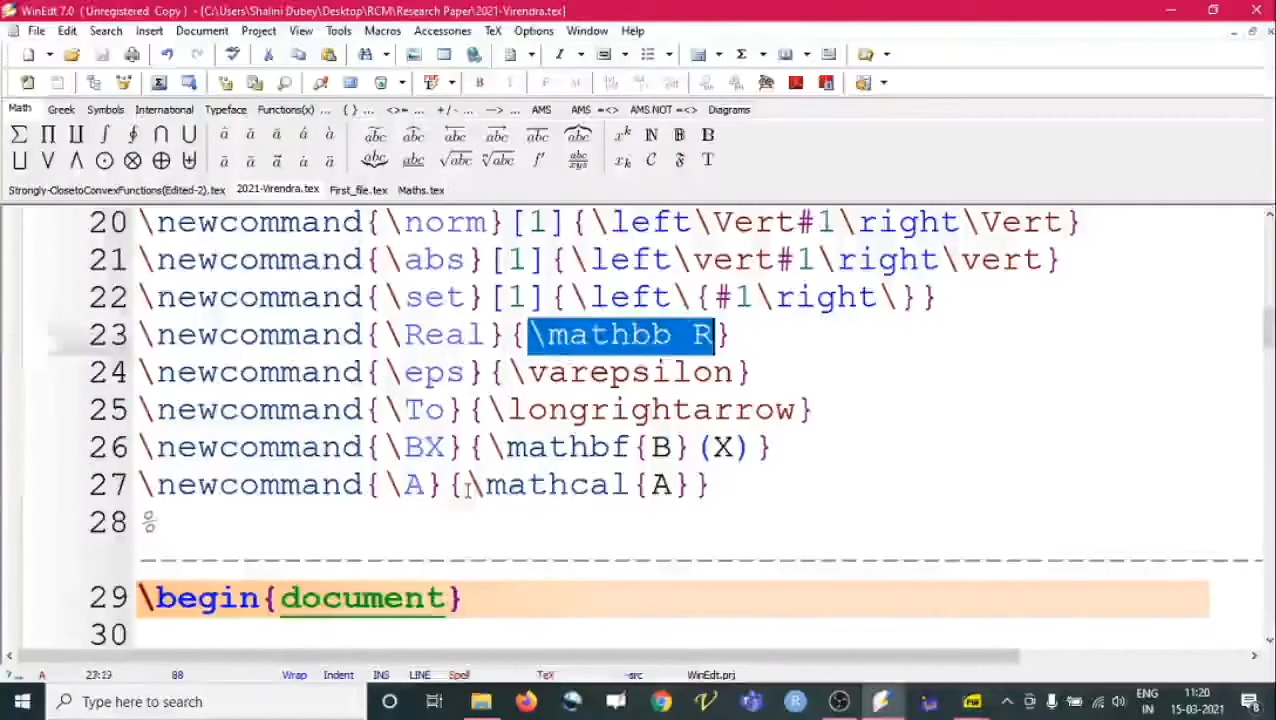 WinEdt 7.0 (Unregistered Copy) - [C:\Users\Shalini Dubey\Desktop\RCM\Research Paper\2021-Virendra.tex]
File Edit Search Insert Document Project View Tools Macros Accessories TeX Options Window Help
Math Greek Symbols International Typeface Functions(x) ... { } ... <>= ... +/- ... --> ... AMS AMS =<> AMS NOT =<> Diagrams
Strongly-ClosetoConvexFunctions(Edited-2).tex 2021-Virendra.tex First_file.tex Maths.tex
20 \newcommand{\norm}[1]{\left\Vert#1\right\Vert}
21 \newcommand{\abs}[1]{\left\vert#1\right\vert}
22 \newcommand{\set}[1]{\left\{#1\right\}}
23 \newcommand{\Real}{\mathbb R}
24 \newcommand{\eps}{\varepsilon}
25 \newcommand{\To}{\longrightarrow}
26 \newcommand{\BX}{\mathbf{B}(X)}
27 \newcommand{\A}{\mathcal{A}}
28 %
29 \begin{document}
30
Wrap Indent INS LINE Spell TeX -src WinEdt.prj
Type here to search
ENG 11:20
IN 15-03-2021